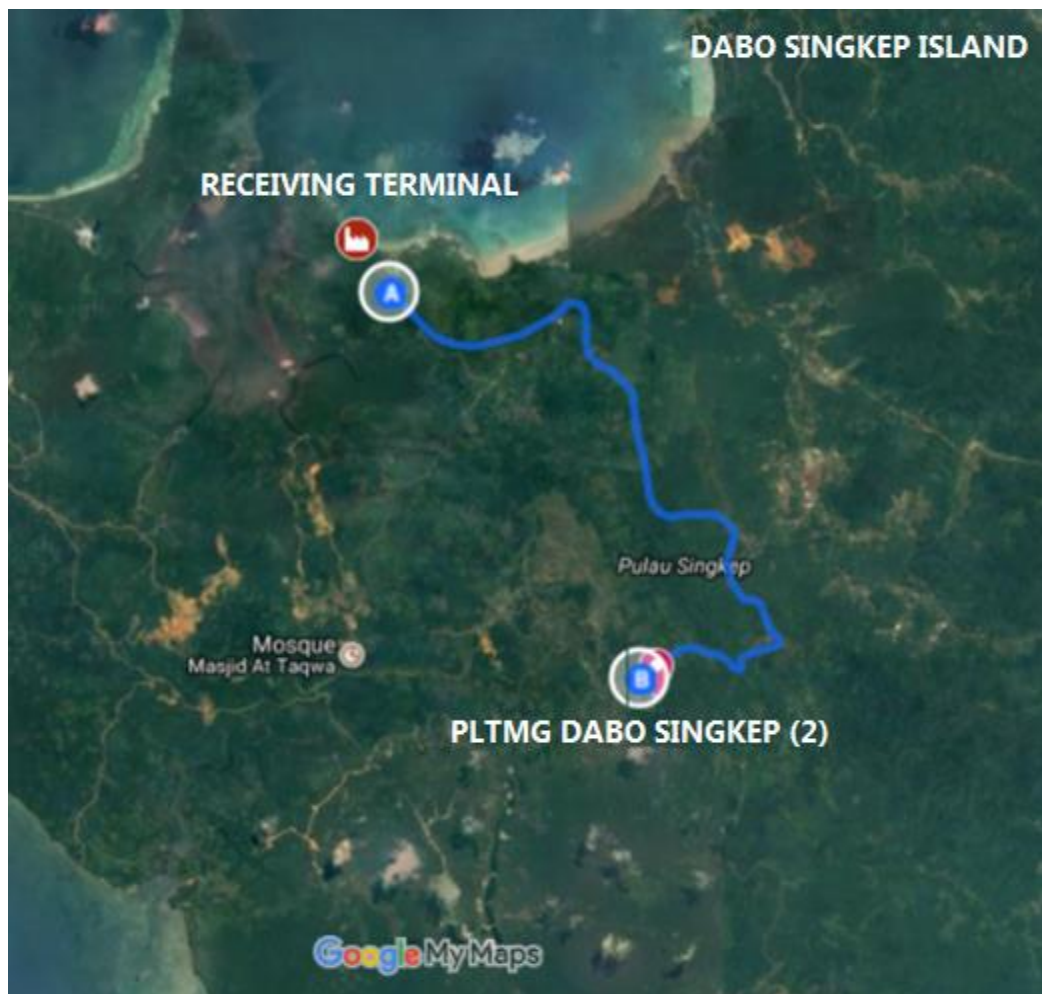 DABO SINGKEP ISLAND
RECEIVING TERMINAL
A
Pulau Singkep
Mosque
Masjid At Taqwa
B
PLTMG DABO SINGKEP (2)
Google My Maps